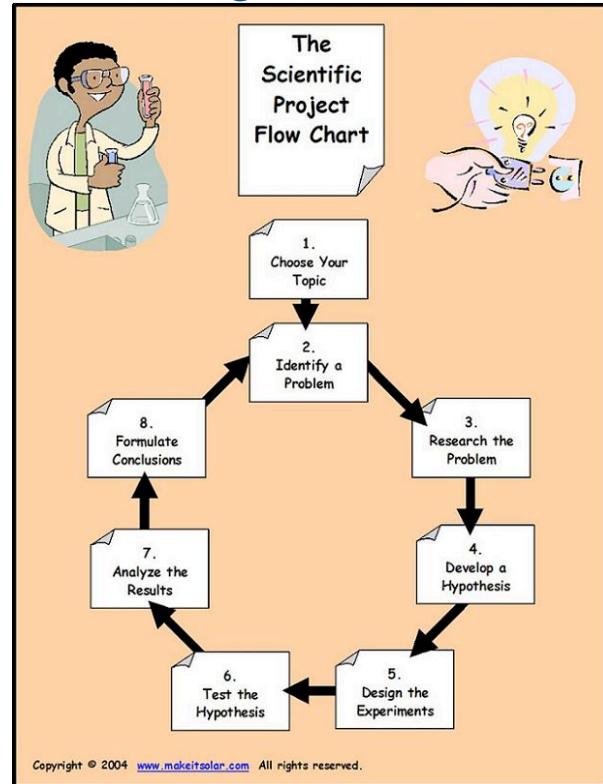 The
Scientific
Project
Flow Chart
1.
Choose Your
Topic
2.
Identify a
Problem
3.
Research the
Problem
4.
Develop a
Hypothesis
5.
Design the
Experiments
6.
Test the
Hypothesis
7.
Analyze the
Results
8.
Formulate
Conclusions
Copyright © 2004 www.makeitsolar.com All rights reserved.